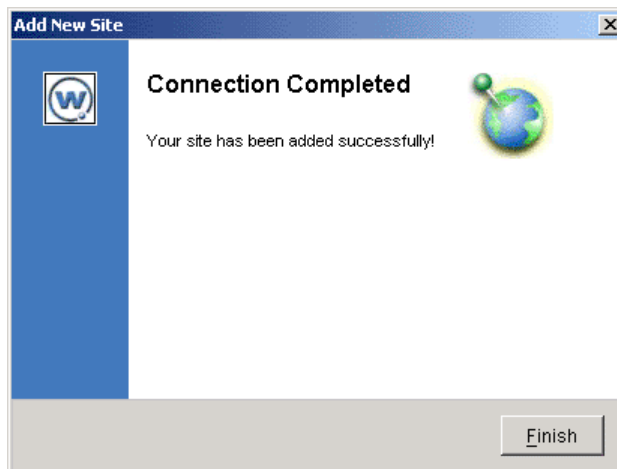 Add New Site
W
Connection Completed
Your site has been added successfully!
Finish